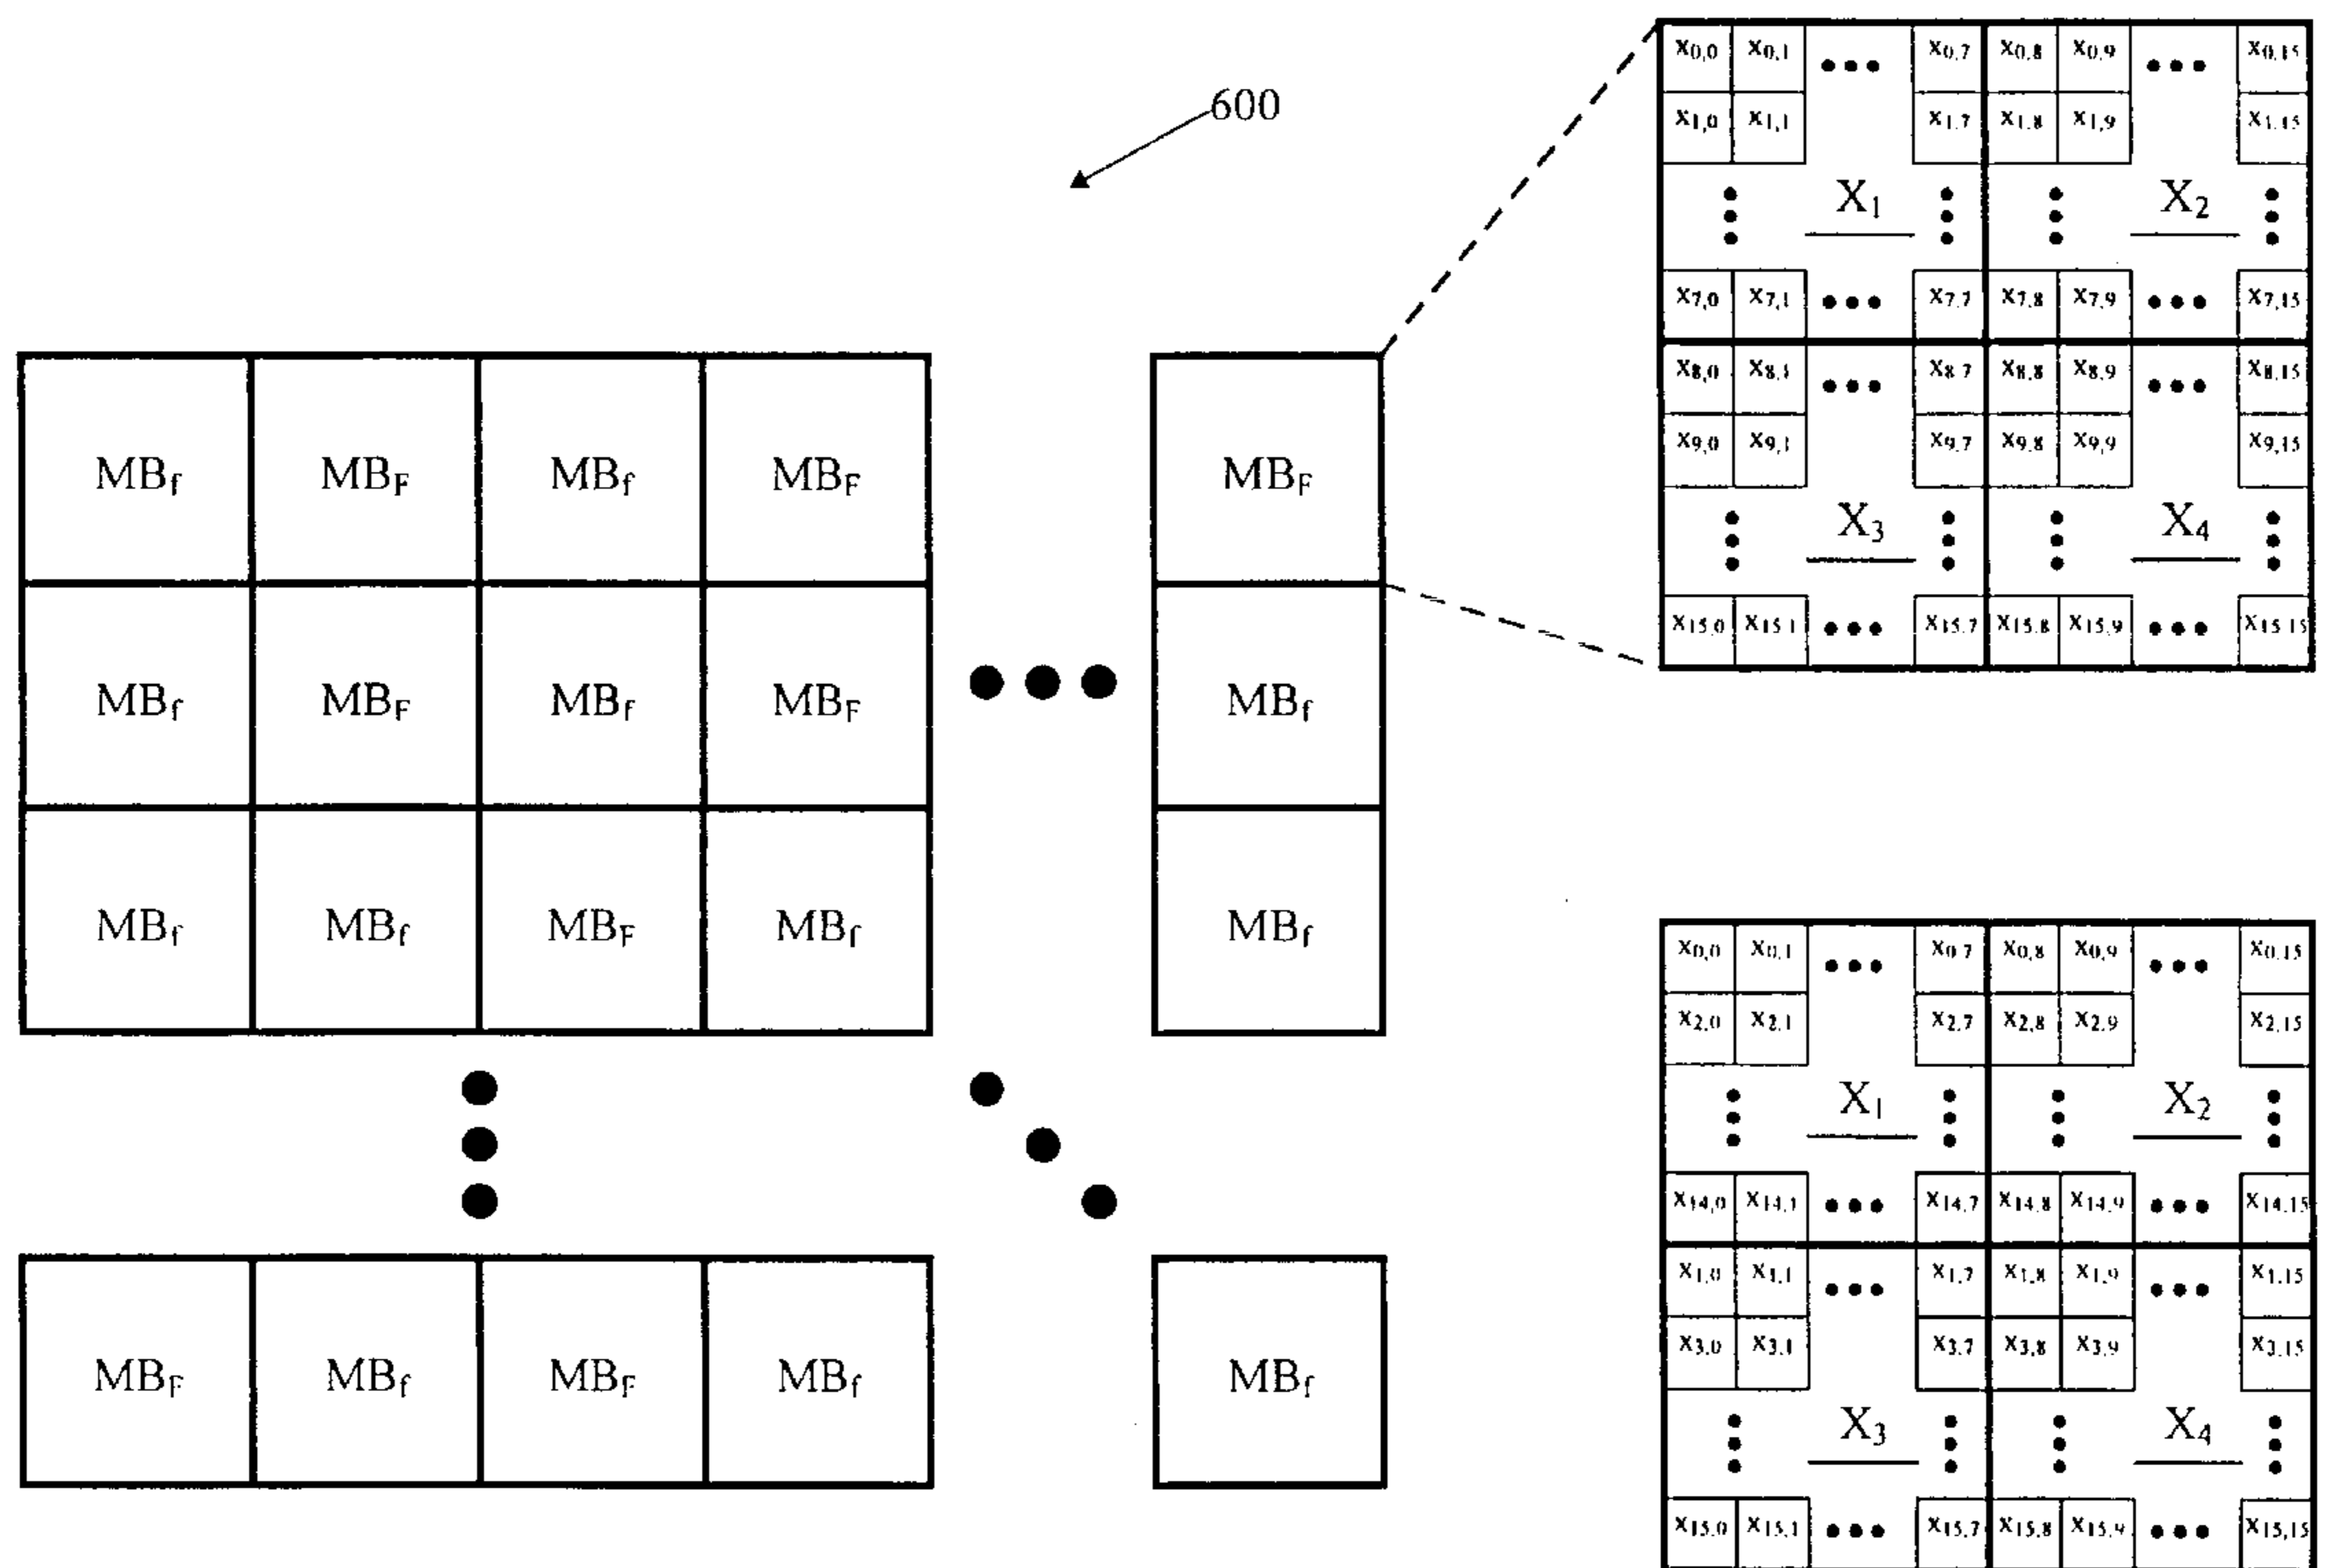 600
MBf MBF MBf MBF MBF
MBf MBF MBf MBF MBf
MBf MBf MBF MBf MBf
MBF MBf MBF MBf MBf
x0,0 x0,1 x0,7 x0,8 x0,9 x0,15
x1,0 x1,1 x1,7 x1,8 x1,9 x1,15
X1 X2
x7,0 x7,1 x7,7 x7,8 x7,9 x7,15
x8,0 x8,1 x8,7 x8,8 x8,9 x8,15
x9,0 x9,1 x9,7 x9,8 x9,9 x9,15
X3 X4
x15,0 x15,1 x15,7 x15,8 x15,9 x15,15
x0,0 x0,1 x0,7 x0,8 x0,9 x0,15
x2,0 x2,1 x2,7 x2,8 x2,9 x2,15
X1 X2
x14,0 x14,1 x14,7 x14,8 x14,9 x14,15
x1,0 x1,1 x1,7 x1,8 x1,9 x1,15
x3,0 x3,1 x3,7 x3,8 x3,9 x3,15
X3 X4
x15,0 x15,1 x15,7 x15,8 x15,9 x15,15